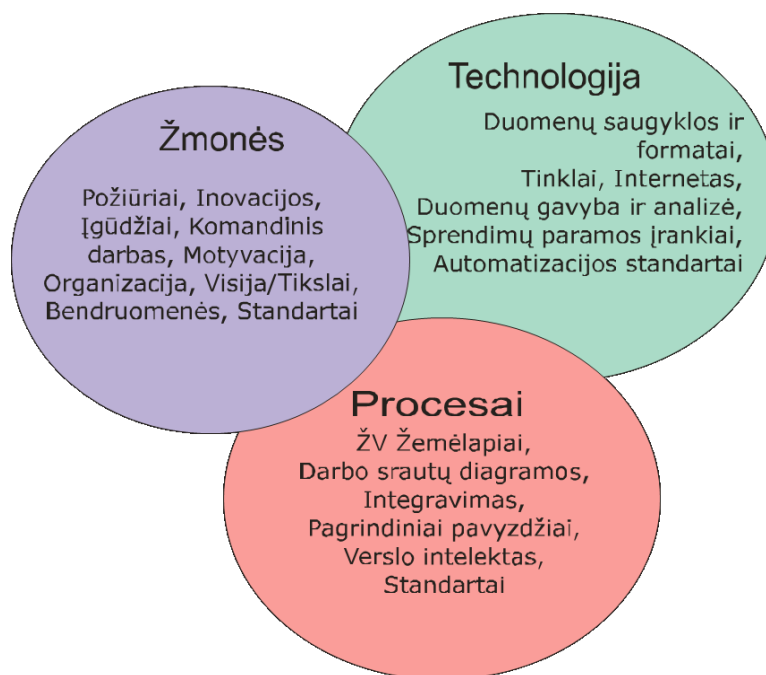 Technologija
Duomenų saugyklos ir
formatai,
Tinklai, Internetas,
Duomenų gavyba ir analizė,
Sprendimų paramos įrankiai,
Automatizacijos standartai
Žmonės
Požiūriai, Inovacijos,
Įgūdžiai, Komandinis
darbas, Motyvacija,
Organizacija, Visija/Tikslai,
Bendruomenės, Standartai
Procesai
ŽV Žemėlapiai,
Darbo srautų diagramos,
Integravimas,
Pagrindiniai pavyzdžiai,
Verslo intelektas,
Standartai